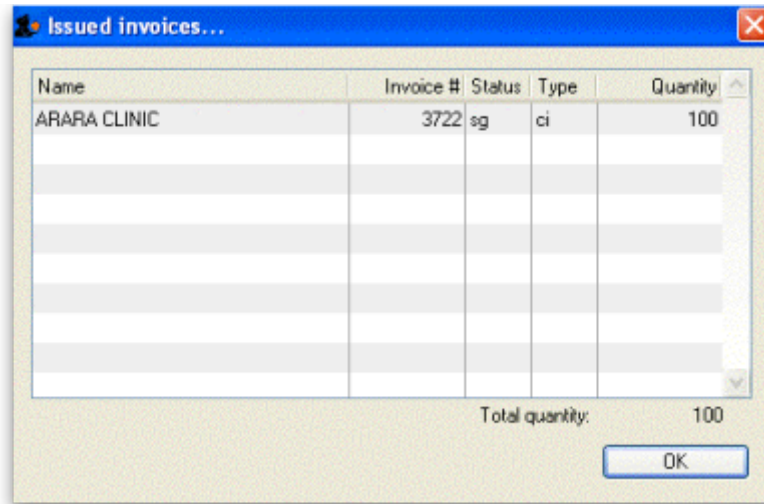 Issued invoices...
Name Invoice # Status Type Quantity
ARARA CLINIC 3722 sg ci 100
Total quantity: 100
OK